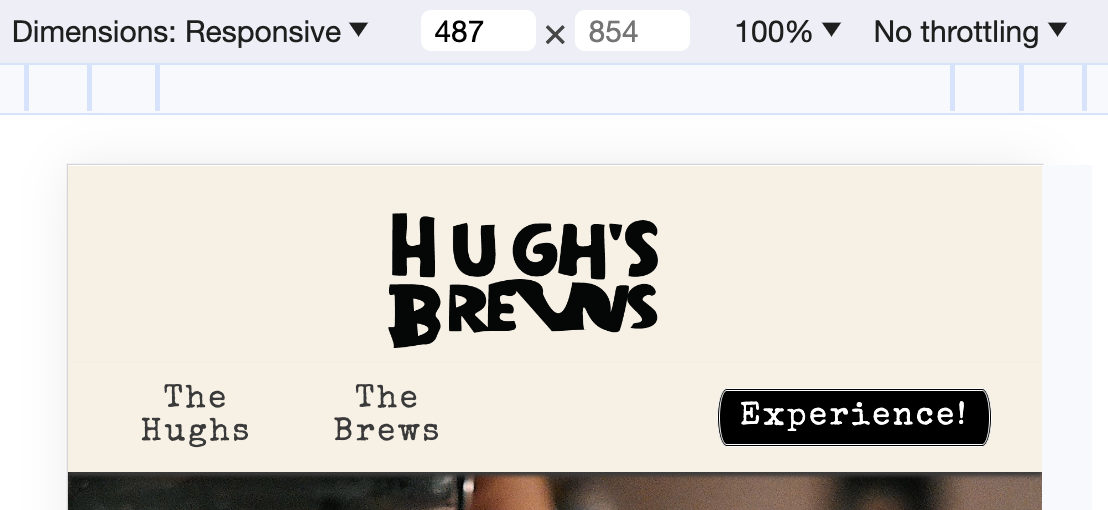 Dimensions: Responsive ▼ 487 × 854 100% ▼ No throttling ▼
HUGH'S
BREWS
The Hughs
The Brews
Experience!